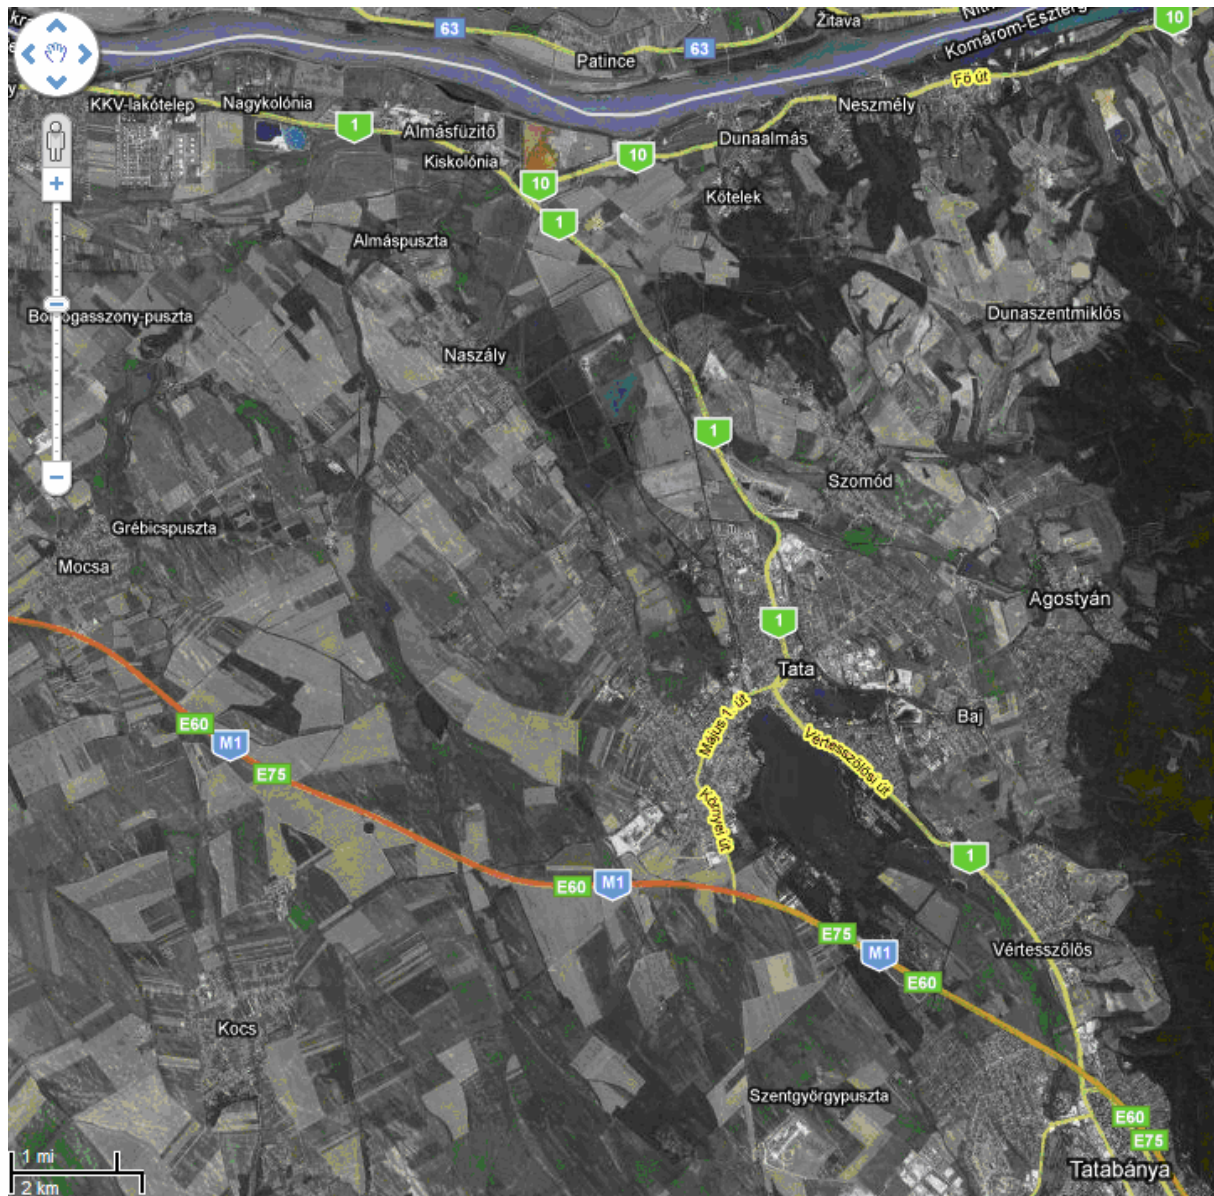 63
Žitava
10
63
Patince
Komárom-Eszterg
Fő út
KKV-lakótelep
Nagykolónia
Neszmély
1
Almásfüzitő
Dunaalmás
10
Kiskolónia
10
Kőtelek
1
Almáspuszta
Dunaszentmiklós
Naszály
1
Szomód
Grébicspuszta
Mocsa
Agostyán
1
Tata
Május 1. út
Baj
E60
M1
Vértesszőlősi út
E75
Környei út
1
E60
M1
E75
Vértesszőlős
M1
E60
Kocs
Szentgyörgypuszta
E60
E75
1 mi
Tatabánya
2 km